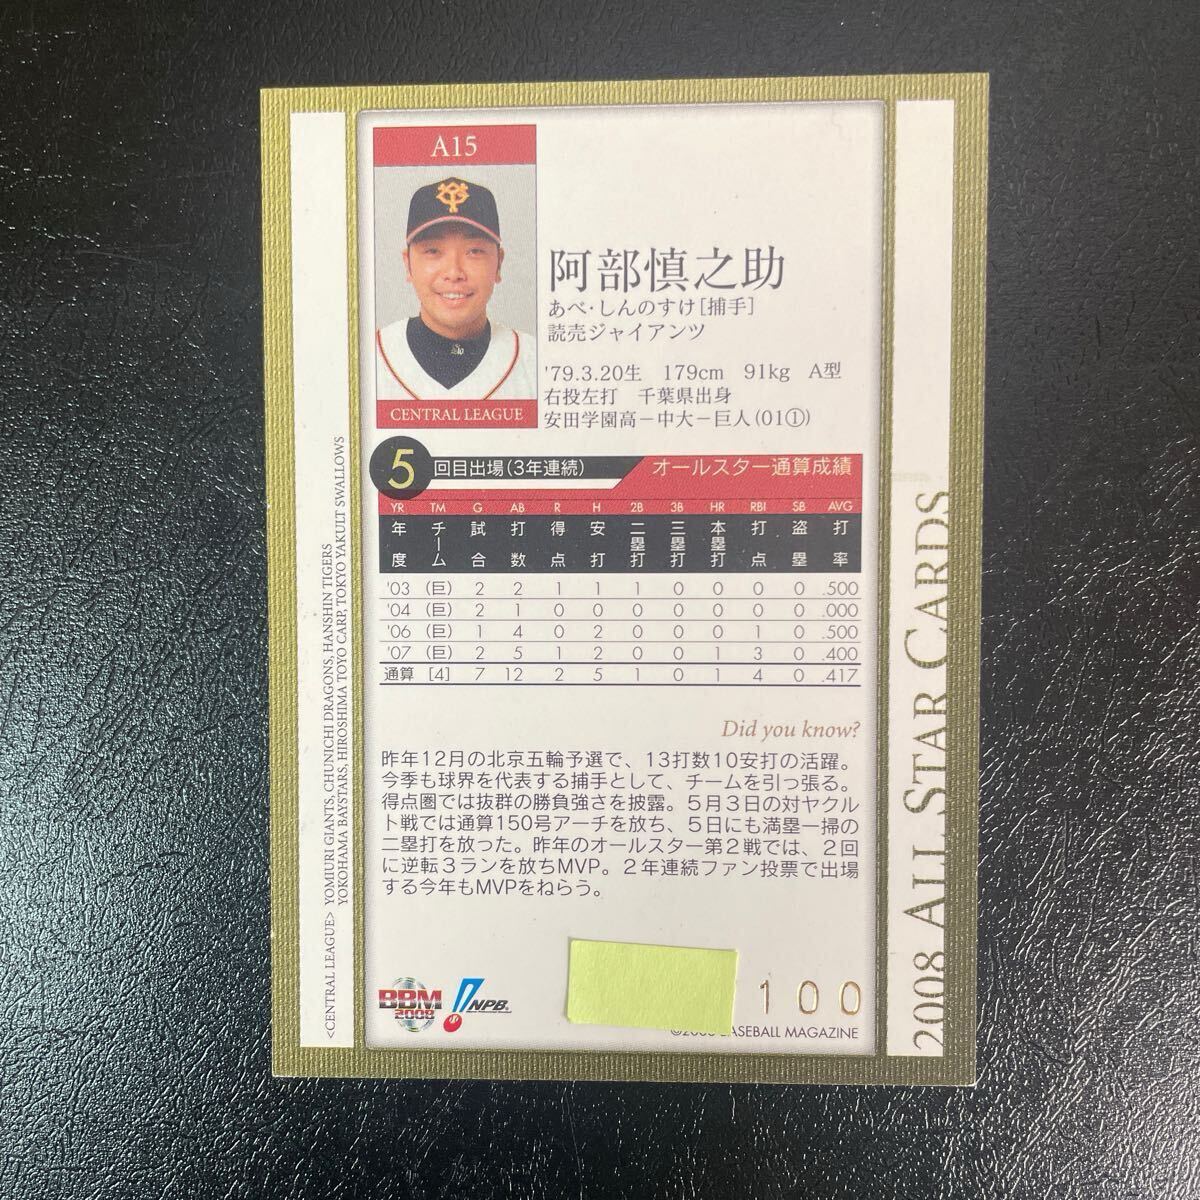 A15
CENTRAL LEAGUE
阿部慎之助
あべ・しんのすけ[捕手]
読売ジャイアンツ
'79.3.20生 179cm 91kg A型
右投左打 千葉県出身
安田学園高－中大－巨人(01①)
5 回目出場(3年連続) オールスター通算成績
YR TM G AB R H 2B 3B HR RBI SB AVG
年度 チーム 試合 打数 得点 安打 二塁打 三塁打 本塁打 打点 盗塁 打率
'03 (巨) 2 2 1 1 1 0 0 0 0 .500
'04 (巨) 2 1 0 0 0 0 0 0 0 .000
'06 (巨) 1 4 0 2 0 0 0 1 0 .500
'07 (巨) 2 5 1 2 0 0 1 3 0 .400
通算 [4] 7 12 2 5 1 0 1 4 0 .417
Did you know?
昨年12月の北京五輪予選で、13打数10安打の活躍。
今季も球界を代表する捕手として、チームを引っ張る。
得点圏では抜群の勝負強さを披露。5月3日の対ヤクル
ト戦では通算150号アーチを放ち、5日にも満塁一掃の
二塁打を放った。昨年のオールスター第2戦では、2回
に逆転3ランを放ちMVP。2年連続ファン投票で出場
する今年もMVPをねらう。
BBM
2008
NPB
100
BASEBALL MAGAZINE
<CENTRAL LEAGUE> YOMIURI GIANTS, CHUNICHI DRAGONS, HANSHIN TIGERS
YOKOHAMA BAYSTARS, HIROSHIMA TOYO CARP, TOKYO YAKULT SWALLOWS
2008 ALL STAR CARDS